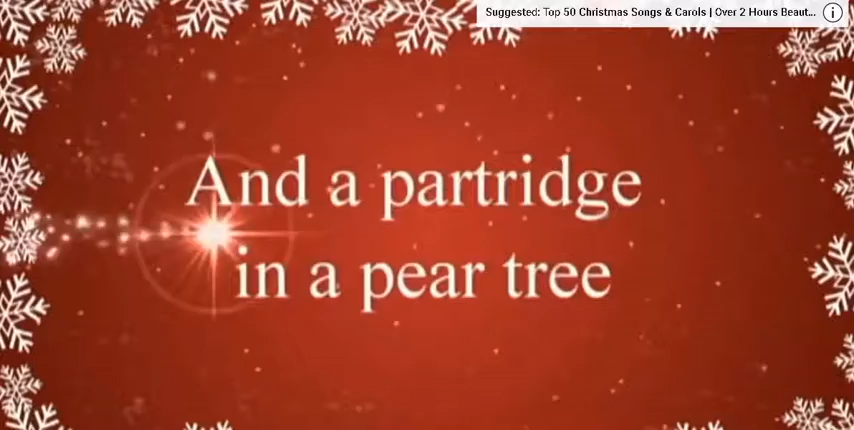 Suggested: Top 50 Christmas Songs & Carols | Over 2 Hours Beaut...
And a partridge
in a pear tree